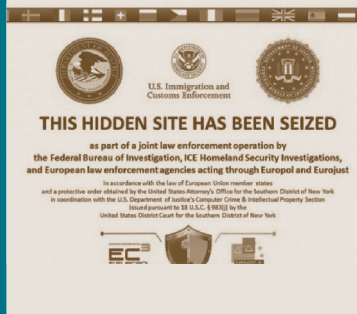 U.S. Immigration and
Customs Enforcement
THIS HIDDEN SITE HAS BEEN SEIZED
as part of a joint law enforcement operation by
the Federal Bureau of Investigation, ICE Homeland Security Investigations,
and European law enforcement agencies acting through Europol and Eurojust
In accordance with the law of European Union member states
and a protective order obtained by the United States Attorney's Office for the Southern District of New York
in coordination with the U.S. Department of Justice's Computer Crime & Intellectual Property Section
issued pursuant to 18 U.S.C. § 983(j) by the
United States District Court for the Southern District of New York
EC3